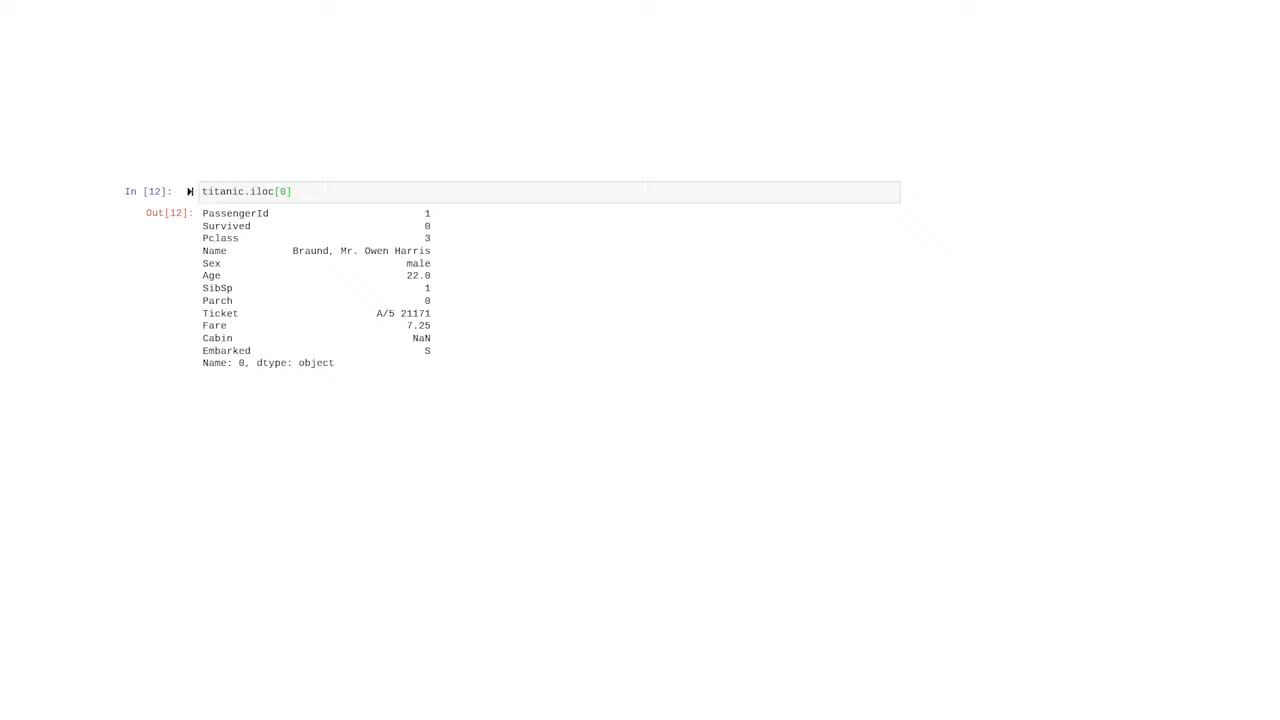 In [12]: titanic.iloc[0]
Out[12]: PassengerId 1
Survived 0
Pclass 3
Name Braund, Mr. Owen Harris
Sex male
Age 22.0
SibSp 1
Parch 0
Ticket A/5 21171
Fare 7.25
Cabin NaN
Embarked S
Name: 0, dtype: object